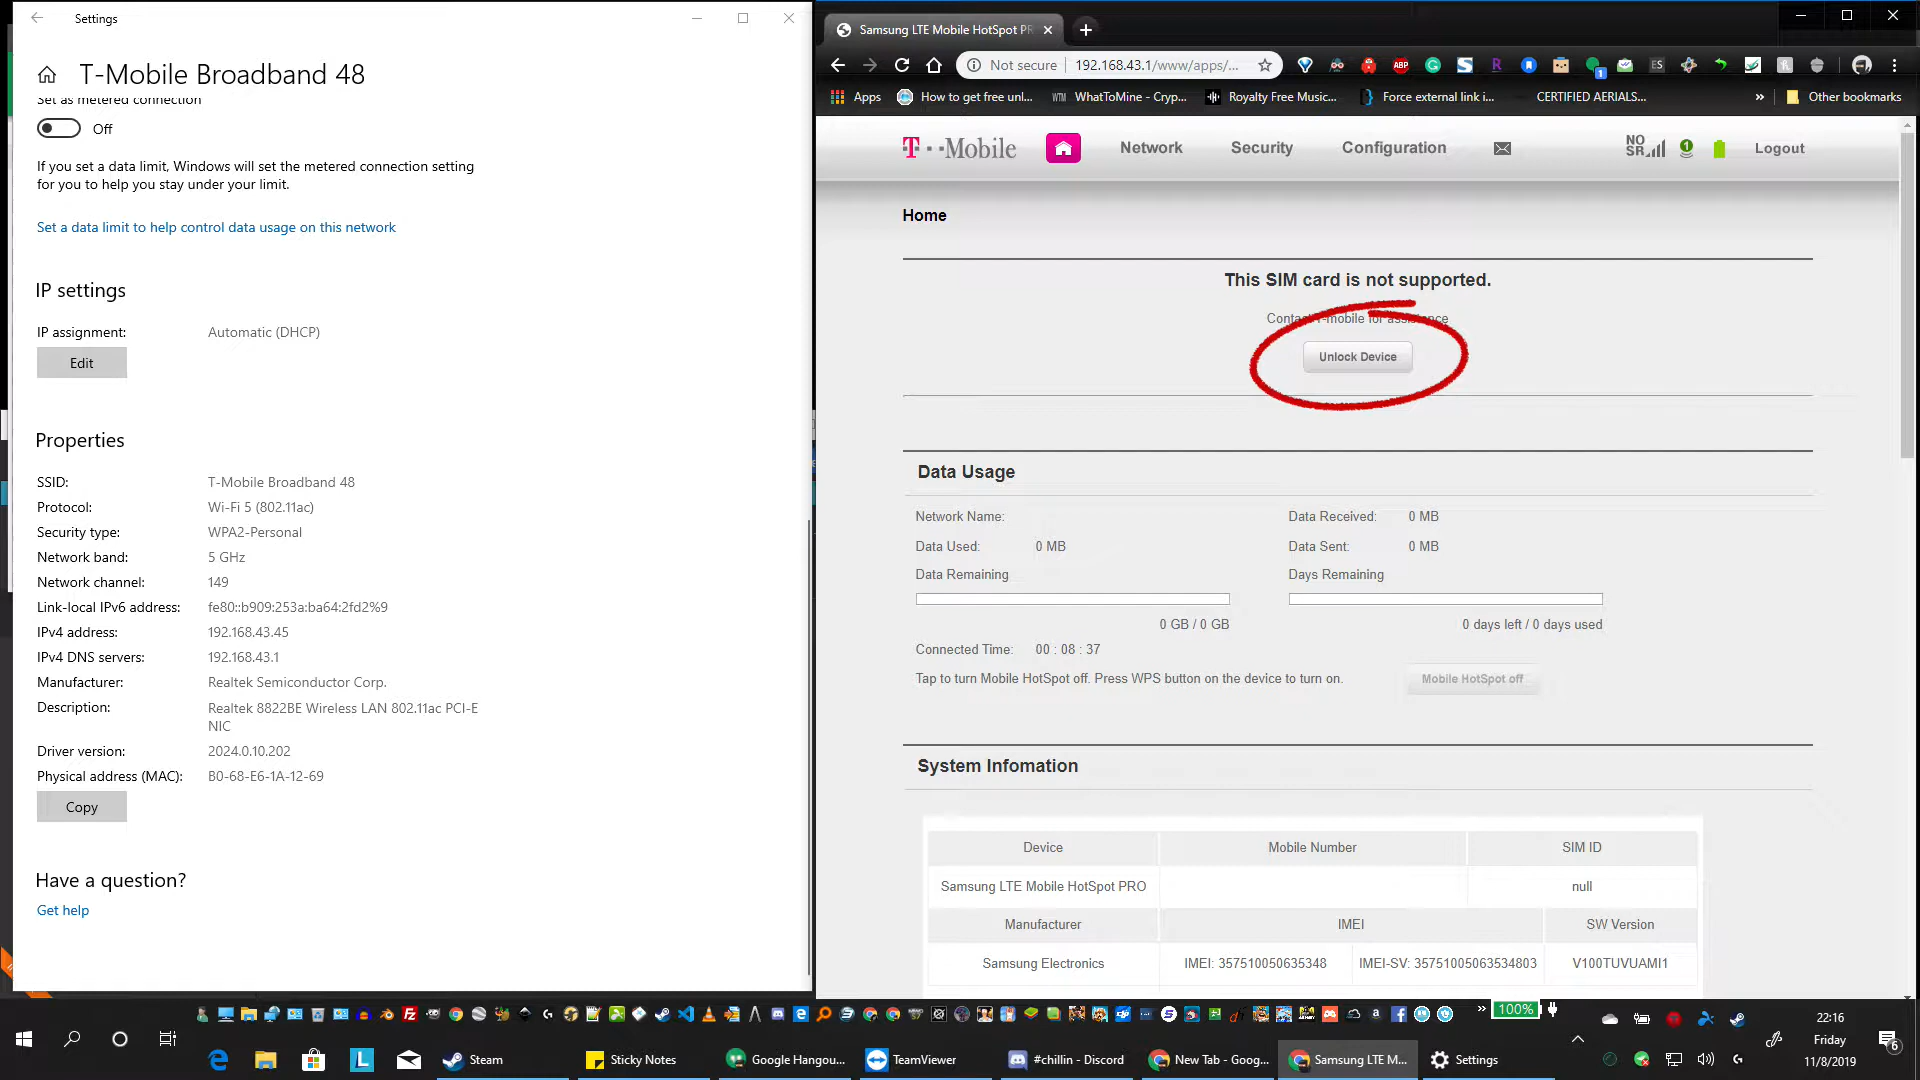 Settings
T-Mobile Broadband 48
Set as metered connection
Off
If you set a data limit, Windows will set the metered connection setting
for you to help you stay under your limit.
Set a data limit to help control data usage on this network
IP settings
IP assignment: Automatic (DHCP)
Edit
Properties
SSID: T-Mobile Broadband 48
Protocol: Wi-Fi 5 (802.11ac)
Security type: WPA2-Personal
Network band: 5 GHz
Network channel: 149
Link-local IPv6 address: fe80::b909:253a:ba64:2fd2%9
IPv4 address: 192.168.43.45
IPv4 DNS servers: 192.168.43.1
Manufacturer: Realtek Semiconductor Corp.
Description: Realtek 8822BE Wireless LAN 802.11ac PCI-E
NIC
Driver version: 2024.0.10.202
Physical address (MAC): B0-68-E6-1A-12-69
Copy
Have a question?
Get help
Samsung LTE Mobile HotSpot PR
Not secure 192.168.43.1/www/apps/...
ABP
ES
1
Apps How to get free unl... WTM WhatToMine - Cryp... Royalty Free Music... Force external link i... CERTIFIED AERIALS... » Other bookmarks
T··Mobile Network Security Configuration NO SR 1 Logout
Home
This SIM card is not supported.
Contact T-mobile for assistance
Unlock Device
Data Usage
Network Name: Data Received: 0 MB
Data Used: 0 MB Data Sent: 0 MB
Data Remaining Days Remaining
0 GB / 0 GB 0 days left / 0 days used
Connected Time: 00 : 08 : 37
Tap to turn Mobile HotSpot off. Press WPS button on the device to turn on. Mobile HotSpot off
System Infomation
Device Mobile Number SIM ID
Samsung LTE Mobile HotSpot PRO null
Manufacturer IMEI SW Version
Samsung Electronics IMEI: 357510050635348 IMEI-SV: 35751005063534803 V100TUVUAMI1
» 100%
Steam Sticky Notes Google Hangou... TeamViewer #chillin - Discord New Tab - Goog... Samsung LTE M... Settings
22:16
Friday
11/8/2019
6